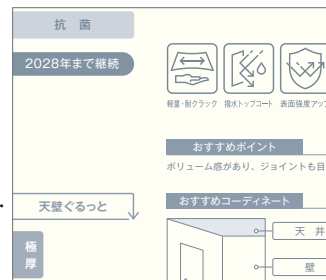 抗 菌
2028年まで継続
軽量・耐クラック 撥水トップコート 表面強度アップ
おすすめポイント
ボリューム感があり、ジョイントも目
おすすめコーディネート
天壁ぐるっと
天 井
極厚
壁